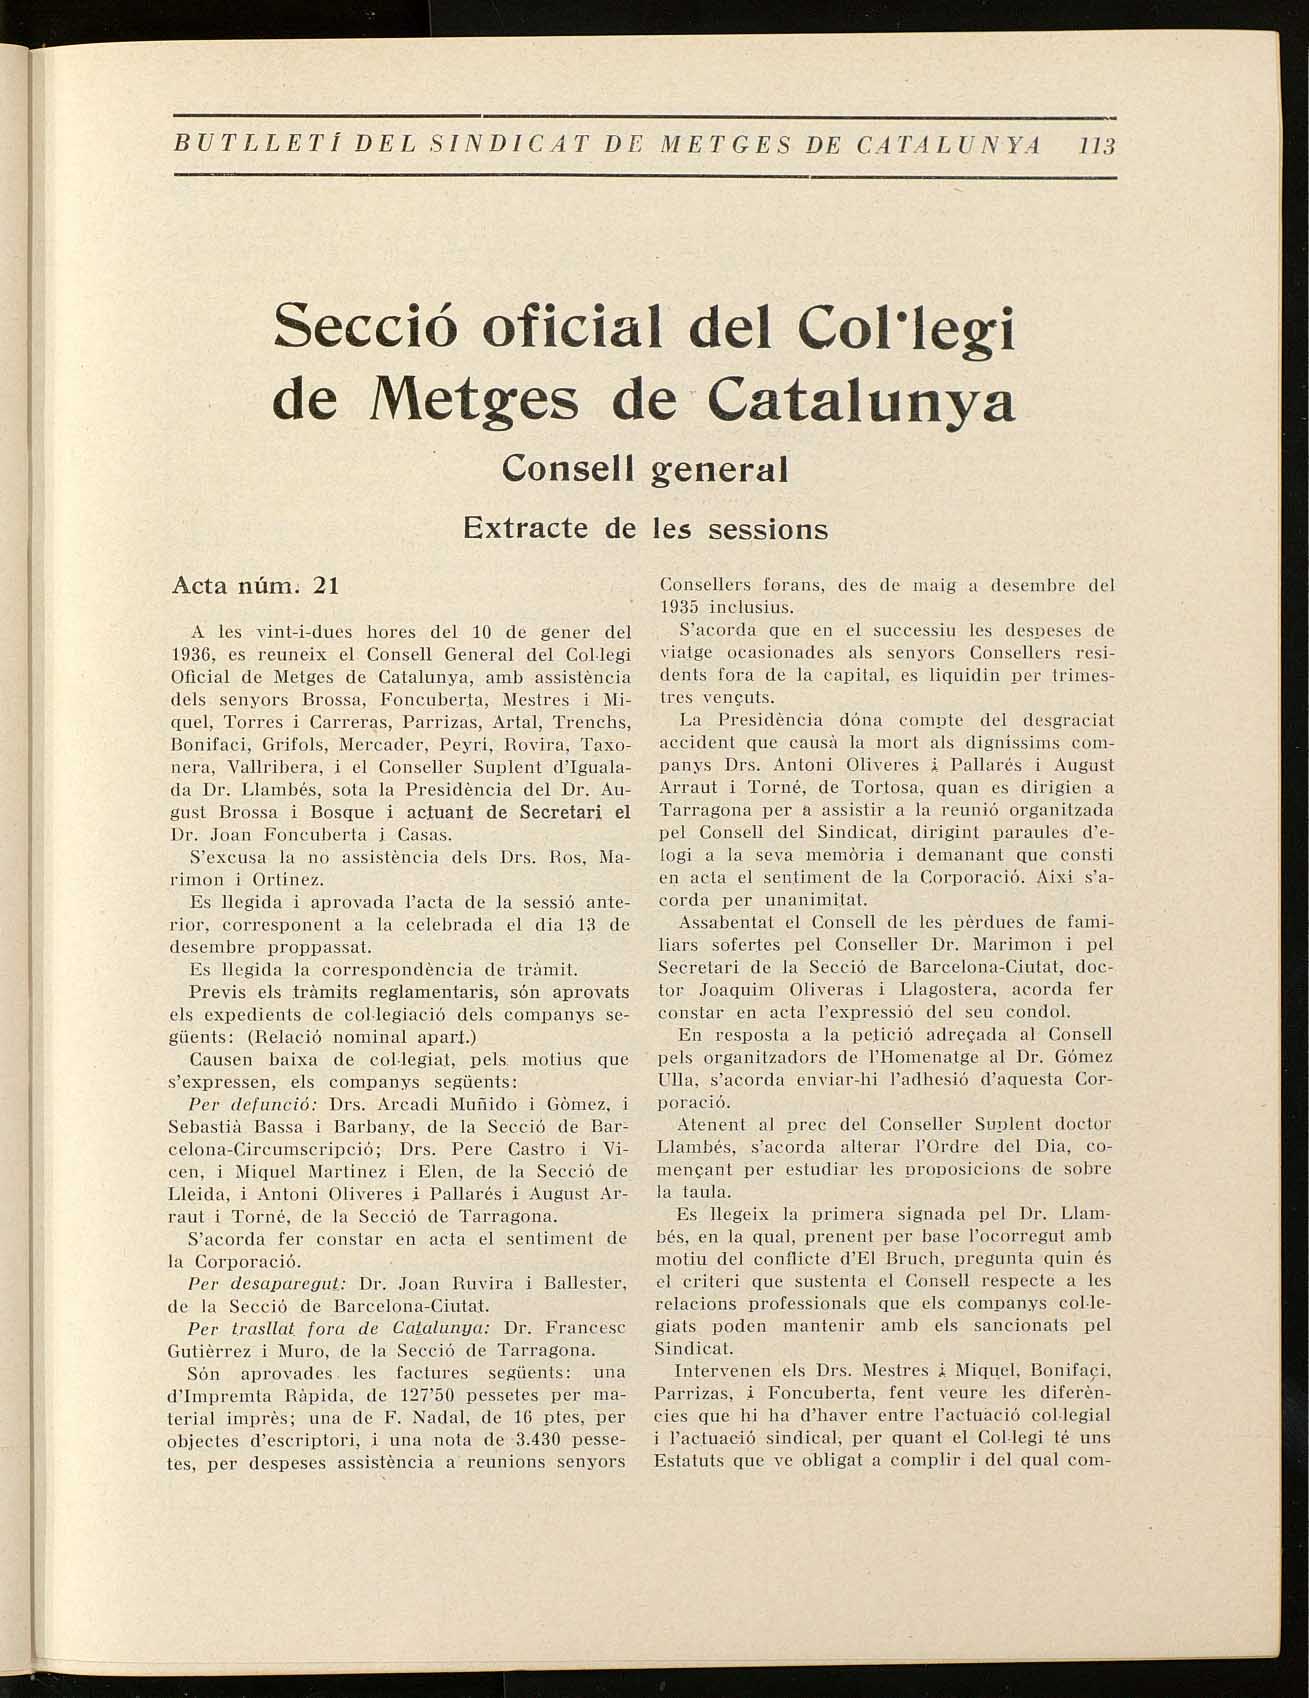 BUTLLETÍ DEL SINDICAT DE METGES DE CATALUNYA 113
Secció oficial del Col·legi
de Metges de Catalunya
Consell general
Extracte de les sessions
Acta núm. 21
A les vint-i-dues hores del 10 de gener del
1936, es reuneix el Consell General del Col·legi
Oficial de Metges de Catalunya, amb assistència
dels senyors Brossa, Foncuberta, Mestres i Mi-
quel, Torres i Carreras, Parrizas, Artal, Trenchs,
Bonifaci, Grifols, Mercader, Peyrí, Rovira, Taxo-
nera, Vallribera, i el Conseller Suplent d'Iguala-
da Dr. Llambés, sota la Presidència del Dr. Au-
gust Brossa i Bosque i actuant de Secretari el
Dr. Joan Foncuberta i Casas.
S'excusa la no assistència dels Drs. Ros, Ma-
rimon i Ortínez.
Es llegida i aprovada l'acta de la sessió ante-
rior, corresponent a la celebrada el dia 13 de
desembre proppassat.
Es llegida la correspondència de tràmit.
Previs els tràmits reglamentaris, són aprovats
els expedients de col·legiació dels companys se-
güents: (Relació nominal apart.)
Causen baixa de col·legiat, pels motius que
s'expressen, els companys següents:
Per defunció: Drs. Arcadi Muñido i Gòmez, i
Sebastià Bassa i Barbany, de la Secció de Bar-
celona-Circumscripció; Drs. Pere Castro i Vi-
cen, i Miquel Martinez i Elen, de la Secció de
Lleida, i Antoni Oliveres i Pallarés i August Ar-
raut i Torné, de la Secció de Tarragona.
S'acorda fer constar en acta el sentiment de
la Corporació.
Per desaparegut: Dr. Joan Ruvira i Ballester,
de la Secció de Barcelona-Ciutat.
Per trasllat fora de Catalunya: Dr. Francesc
Gutièrrez i Muro, de la Secció de Tarragona.
Són aprovades les factures següents: una
d'Impremta Ràpida, de 127'50 pessetes per ma-
terial imprès; una de F. Nadal, de 16 ptes, per
objectes d'escriptori, i una nota de 3.430 pesse-
tes, per despeses assistència a reunions senyors
Consellers forans, des de maig a desembre del
1935 inclusius.
S'acorda que en el successiu les despeses de
viatge ocasionades als senyors Consellers resi-
dents fora de la capital, es liquidin per trimes-
tres vençuts.
La Presidència dóna compte del desgraciat
accident que causà la mort als digníssims com-
panys Drs. Antoni Oliveres i Pallarés i August
Arraut i Torné, de Tortosa, quan es dirigien a
Tarragona per a assistir a la reunió organitzada
pel Consell del Sindicat, dirigint paraules d'e-
logi a la seva memòria i demanant que consti
en acta el sentiment de la Corporació. Aixi s'a-
corda per unanimitat.
Assabentat el Consell de les pèrdues de fami-
liars sofertes pel Conseller Dr. Marimon i pel
Secretari de la Secció de Barcelona-Ciutat, doc-
tor Joaquim Oliveras i Llagostera, acorda fer
constar en acta l'expressió del seu condol.
En resposta a la petició adreçada al Consell
pels organitzadors de l'Homenatge al Dr. Gómez
Ulla, s'acorda enviar-hi l'adhesió d'aquesta Cor-
poració.
Atenent al prec del Conseller Suplent doctor
Llambés, s'acorda alterar l'Ordre del Dia, co-
mençant per estudiar les proposicions de sobre
la taula.
Es llegeix la primera signada pel Dr. Llam-
bés, en la qual, prenent per base l'ocorregut amb
motiu del conflicte d'El Bruch, pregunta quin és
el criteri que sustenta el Consell respecte a les
relacions professionals que els companys col·le-
giats poden mantenir amb els sancionats pel
Sindicat.
Intervenen els Drs. Mestres i Miquel, Bonifaçi,
Parrizas, i Foncuberta, fent veure les diferèn-
cies que hi ha d'haver entre l'actuació col·legial
i l'actuació sindical, per quant el Col·legi té uns
Estatuts que ve obligat a complir i del qual com-